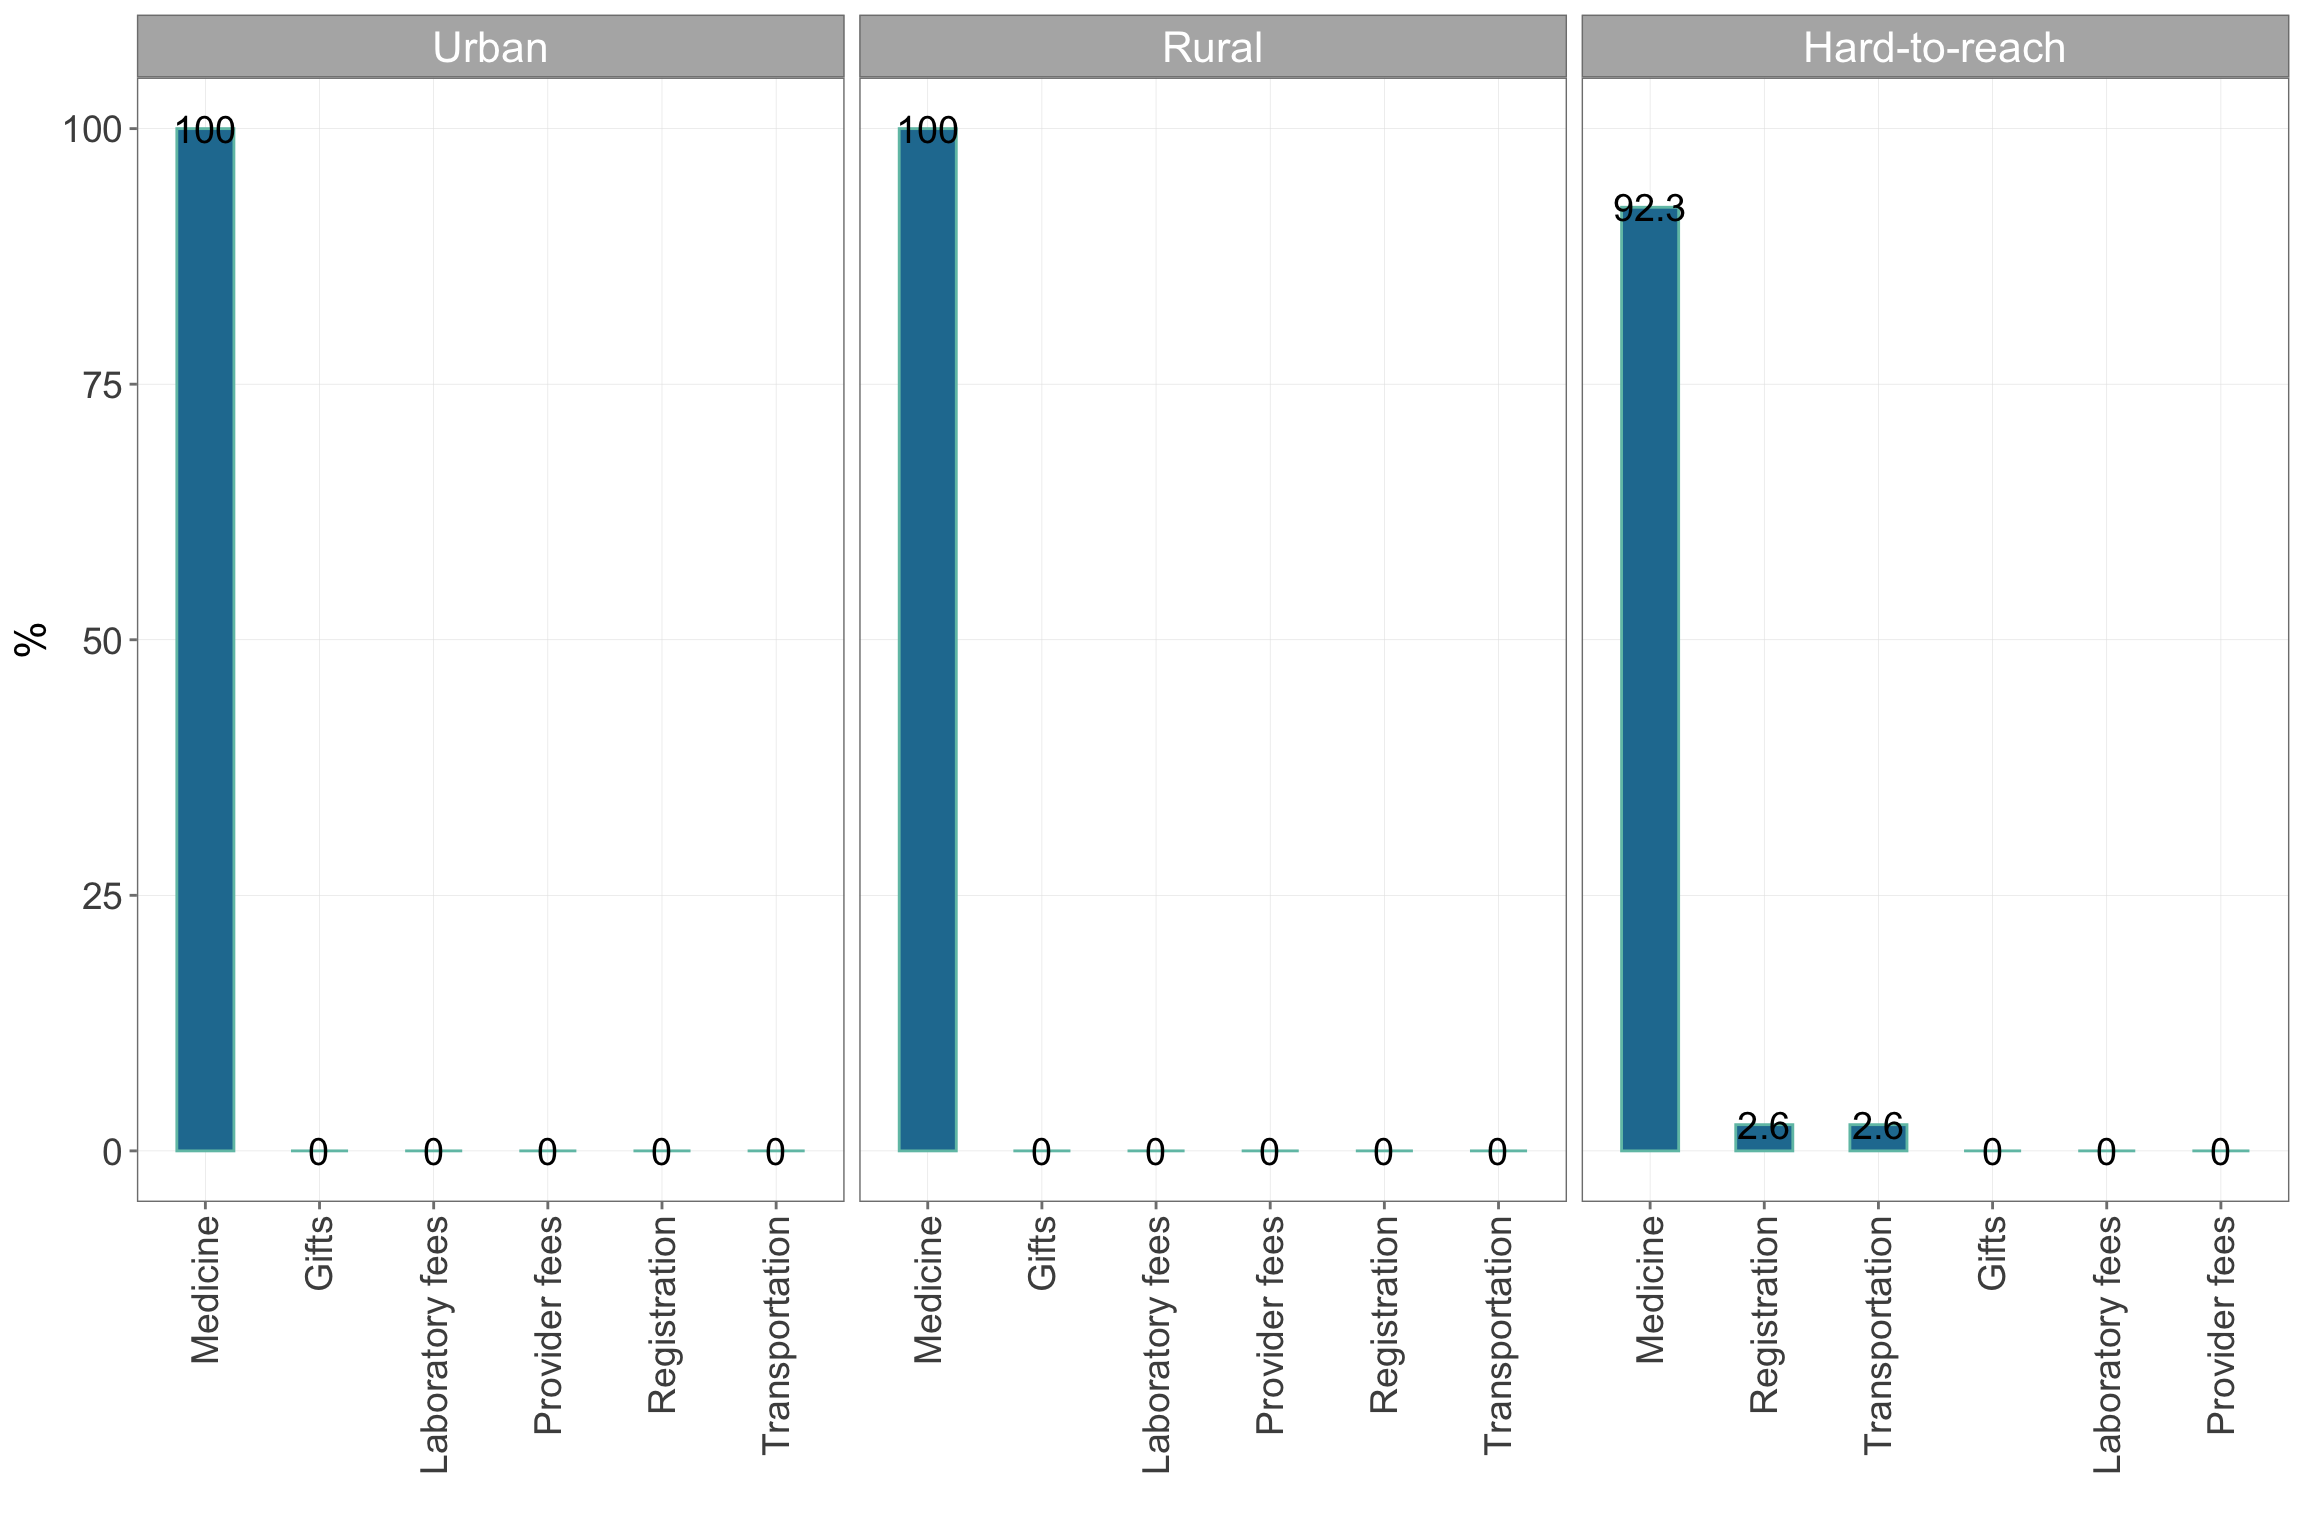 Urban
Rural
Hard-to-reach
%
100
75
50
25
0
100
0
0
0
0
0
100
0
0
0
0
0
92.3
2.6
2.6
0
0
0
Medicine
Gifts
Laboratory fees
Provider fees
Registration
Transportation
Medicine
Gifts
Laboratory fees
Provider fees
Registration
Transportation
Medicine
Registration
Transportation
Gifts
Laboratory fees
Provider fees